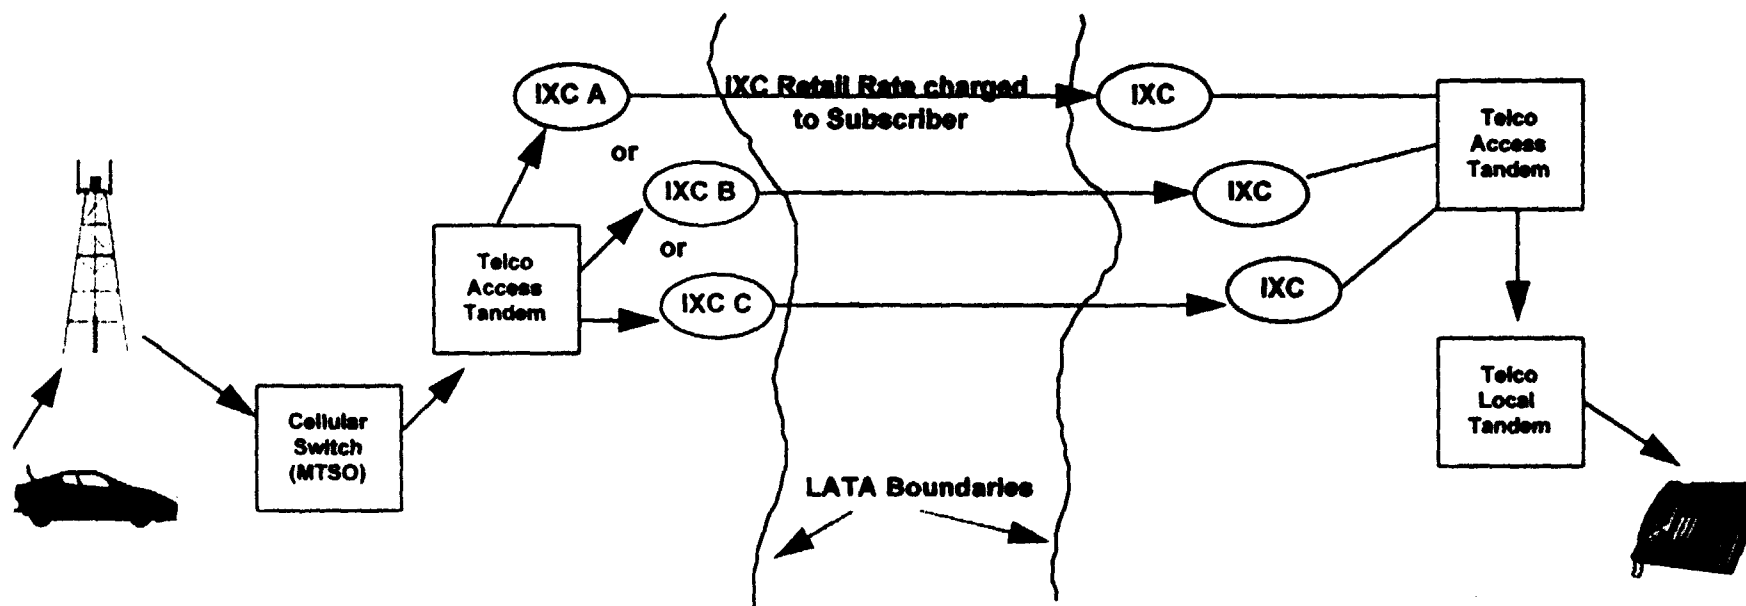 IXC A
IXC Retail Rate charged
to Subscriber
IXC
Telco
Access
Tandem
or
IXC B
IXC
or
Telco
Access
Tandem
IXC C
IXC
Telco
Local
Tandem
Cellular
Switch
(MTSO)
LATA Boundaries